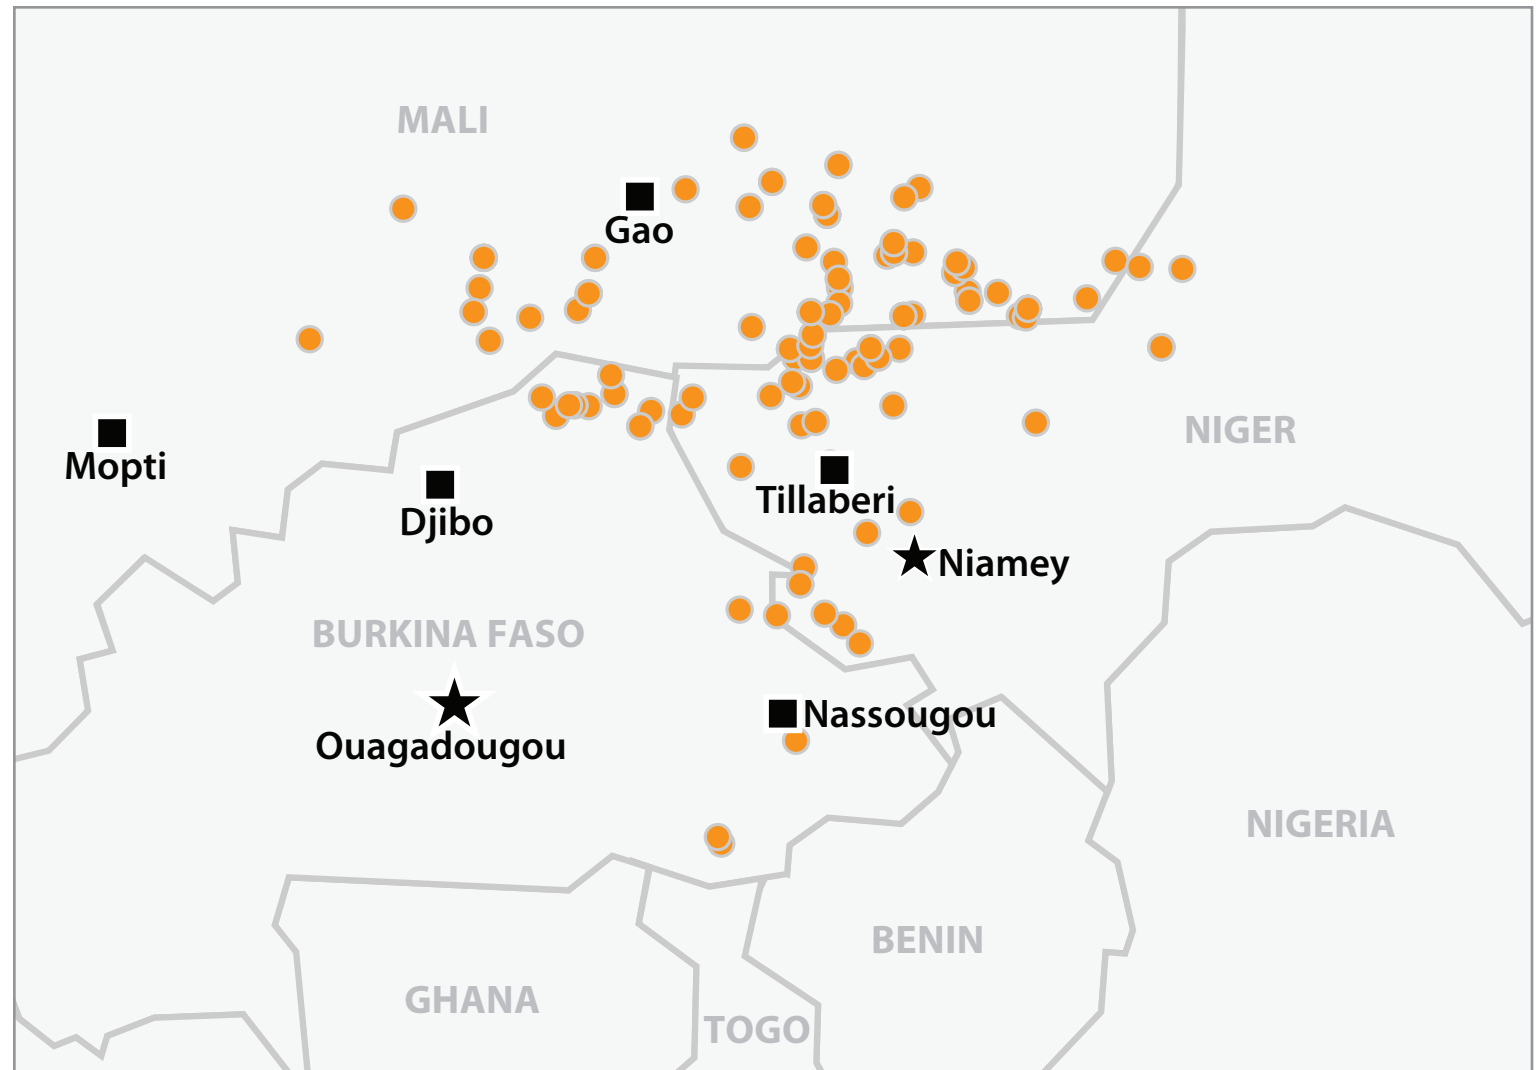 MALI
Gao
NIGER
Mopti
Tillaberi
Djibo
Niamey
BURKINA FASO
Nassougou
Ouagadougou
NIGERIA
BENIN
GHANA
TOGO